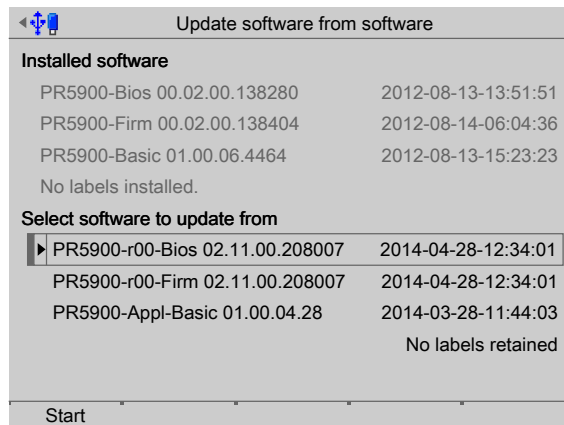 Update software from software
Installed software
PR5900-Bios 00.02.00.138280 2012-08-13-13:51:51
PR5900-Firm 00.02.00.138404 2012-08-14-06:04:36
PR5900-Basic 01.00.06.4464 2012-08-13-15:23:23
No labels installed.
Select software to update from
PR5900-r00-Bios 02.11.00.208007 2014-04-28-12:34:01
PR5900-r00-Firm 02.11.00.208007 2014-04-28-12:34:01
PR5900-Appl-Basic 01.00.04.28 2014-03-28-11:44:03
No labels retained
Start